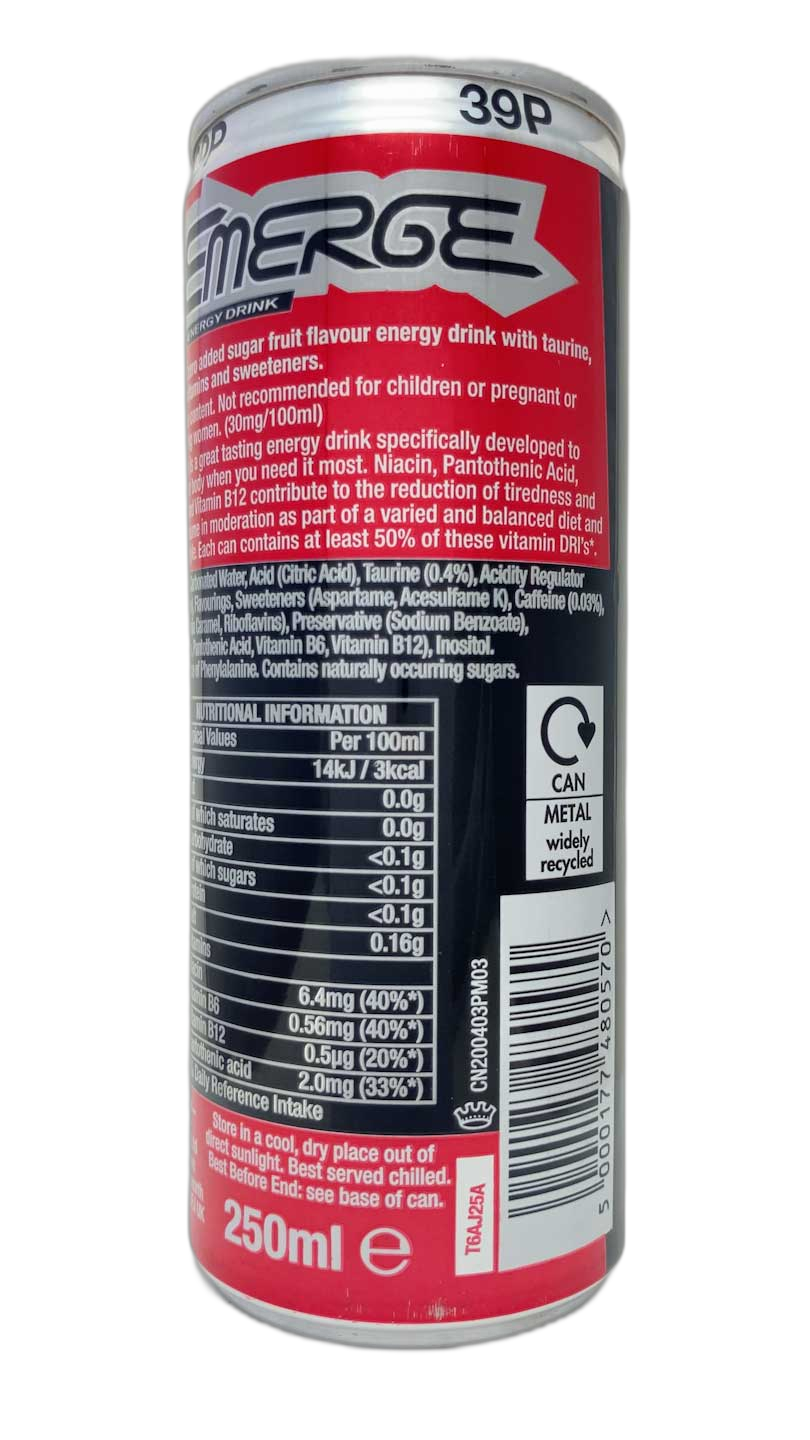 39P
EMERGE
ENERGY DRINK
added sugar fruit flavour energy drink with taurine,
and sweeteners.
Not recommended for children or pregnant or
women. (30mg/100ml)
a great tasting energy drink specifically developed to
body when you need it most. Niacin, Pantothenic Acid,
Vitamin B12 contribute to the reduction of tiredness and
in moderation as part of a varied and balanced diet and
Each can contains at least 50% of these vitamin DRI's*.
Water, Acid (Citric Acid), Taurine (0.4%), Acidity Regulator
Flavourings, Sweeteners (Aspartame, Acesulfame K), Caffeine (0.03%),
Caramel, Riboflavins), Preservative (Sodium Benzoate),
Pantothenic Acid, Vitamin B6, Vitamin B12), Inositol.
of Phenylalanine. Contains naturally occurring sugars.
NUTRITIONAL INFORMATION
Values Per 100ml
14kJ / 3kcal
0.0g
which saturates 0.0g
<0.1g
which sugars <0.1g
<0.1g
0.16g
6.4mg (40%*)
B6 0.56mg (40%*)
B12 0.5µg (20%*)
acid 2.0mg (33%*)
Daily Reference Intake
CAN
METAL
widely
recycled
CN200403PM03
5 000177 480570 >
Store in a cool, dry place out of
direct sunlight. Best served chilled.
Best Before End: see base of can.
250ml e
T6AJ25A